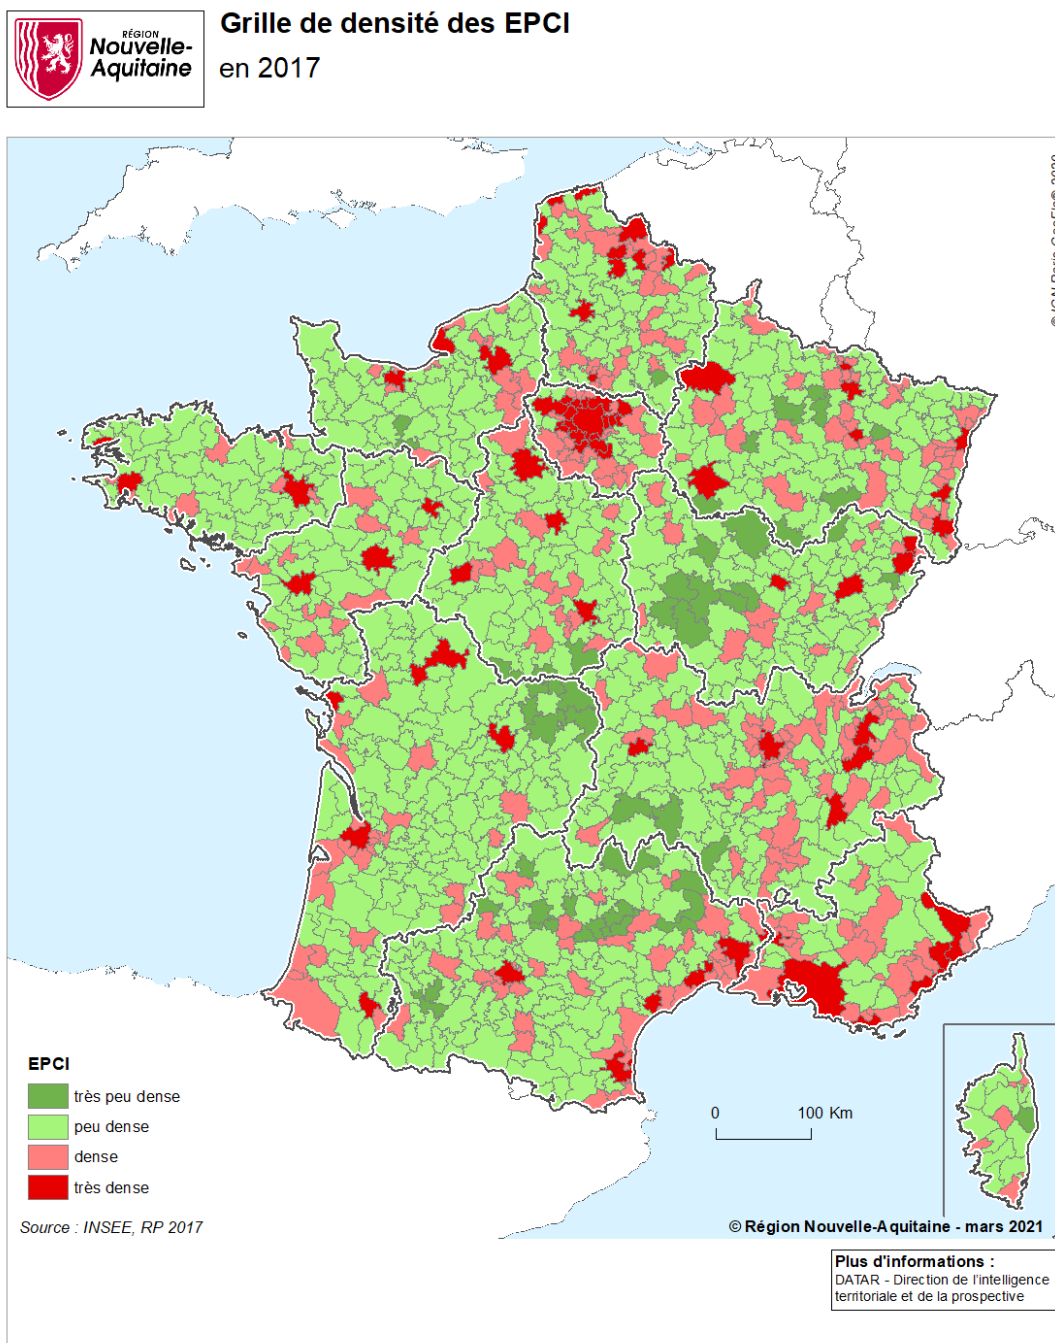 RÉGION
Nouvelle-
Aquitaine
Grille de densité des EPCI
en 2017
EPCI
très peu dense
peu dense
dense
très dense
0 100 Km
Source : INSEE, RP 2017
© Région Nouvelle-Aquitaine - mars 2021
Plus d'informations :
DATAR - Direction de l'intelligence
territoriale et de la prospective